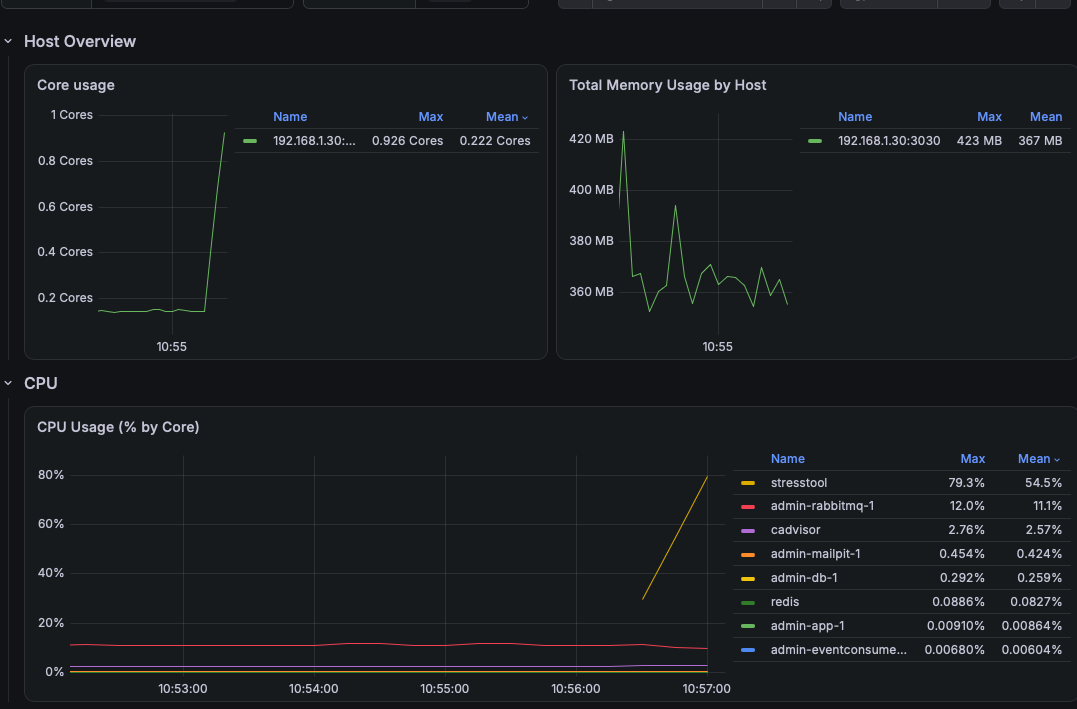 Host Overview
Core usage
Name Max Mean
192.168.1.30:... 0.926 Cores 0.222 Cores
1 Cores
0.8 Cores
0.6 Cores
0.4 Cores
0.2 Cores
10:55
Total Memory Usage by Host
Name Max Mean
192.168.1.30:3030 423 MB 367 MB
420 MB
400 MB
380 MB
360 MB
10:55
CPU
CPU Usage (% by Core)
80%
60%
40%
20%
0%
10:53:00 10:54:00 10:55:00 10:56:00 10:57:00
Name Max Mean
stresstool 79.3% 54.5%
admin-rabbitmq-1 12.0% 11.1%
cadvisor 2.76% 2.57%
admin-mailpit-1 0.454% 0.424%
admin-db-1 0.292% 0.259%
redis 0.0886% 0.0827%
admin-app-1 0.00910% 0.00864%
admin-eventconsume... 0.00680% 0.00604%